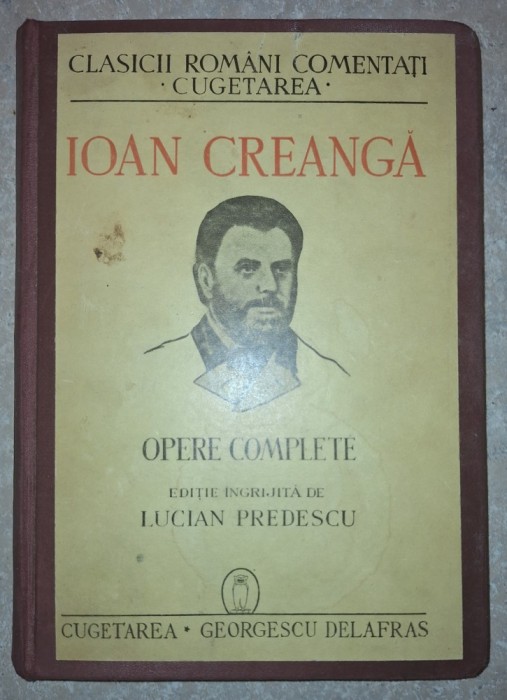 CLASICII ROMÂNI COMENTAȚI
· CUGETAREA ·
IOAN CREANGĂ
OPERE COMPLETE
EDIȚIE ÎNGRIJITĂ DE
LUCIAN PREDESCU
CUGETAREA * GEORGESCU DELAFRAS